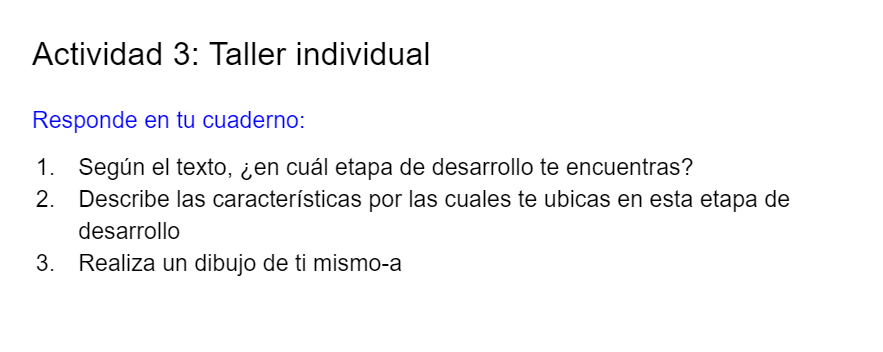 Actividad 3: Taller individual
Responde en tu cuaderno:
1. Según el texto, ¿en cuál etapa de desarrollo te encuentras?
2. Describe las características por las cuales te ubicas en esta etapa de
desarrollo
3. Realiza un dibujo de ti mismo-a